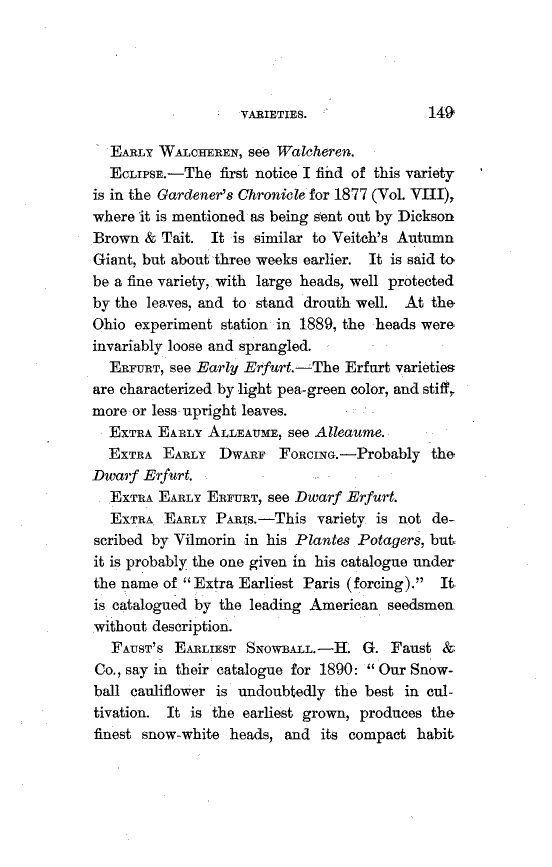 VARIETIES. 149
EARLY WALCHEREN, see Walcheren.
ECLIPSE.—The first notice I find of this variety
is in the Gardener's Chronicle for 1877 (Vol. VIII),
where it is mentioned as being sent out by Dickson
Brown & Tait. It is similar to Veitch's Autumn
Giant, but about three weeks earlier. It is said to
be a fine variety, with large heads, well protected
by the leaves, and to stand drouth well. At the
Ohio experiment station in 1889, the heads were
invariably loose and sprangled.
ERFURT, see Early Erfurt.—The Erfurt varieties
are characterized by light pea-green color, and stiff,
more or less upright leaves.
EXTRA EARLY ALLEAUME, see Alleaume.
EXTRA EARLY DWARF FORCING.—Probably the
Dwarf Erfurt.
EXTRA EARLY ERFURT, see Dwarf Erfurt.
EXTRA EARLY PARIS.—This variety is not de-
scribed by Vilmorin in his Plantes Potagers, but
it is probably the one given in his catalogue under
the name of "Extra Earliest Paris (forcing)." It
is catalogued by the leading American seedsmen
without description.
FAUST'S EARLIEST SNOWBALL.—H. G. Faust &
Co., say in their catalogue for 1890: "Our Snow-
ball cauliflower is undoubtedly the best in cul-
tivation. It is the earliest grown, produces the
finest snow-white heads, and its compact habit